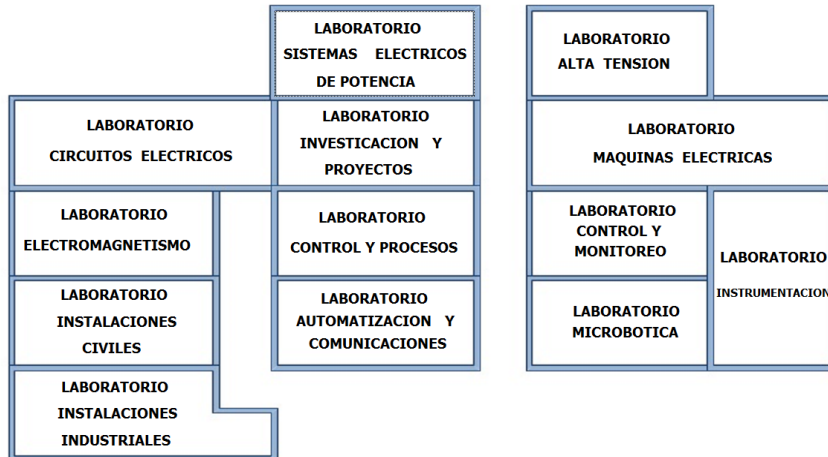 LABORATORIO
SISTEMAS ELECTRICOS
DE POTENCIA
LABORATORIO
ALTA TENSION
LABORATORIO
CIRCUITOS ELECTRICOS
LABORATORIO
INVESTICACION Y
PROYECTOS
LABORATORIO
MAQUINAS ELECTRICAS
LABORATORIO
ELECTROMAGNETISMO
LABORATORIO
CONTROL Y PROCESOS
LABORATORIO
CONTROL Y
MONITOREO
LABORATORIO
INSTRUMENTACION
LABORATORIO
INSTALACIONES
CIVILES
LABORATORIO
AUTOMATIZACION Y
COMUNICACIONES
LABORATORIO
MICROBOTICA
LABORATORIO
INSTALACIONES
INDUSTRIALES